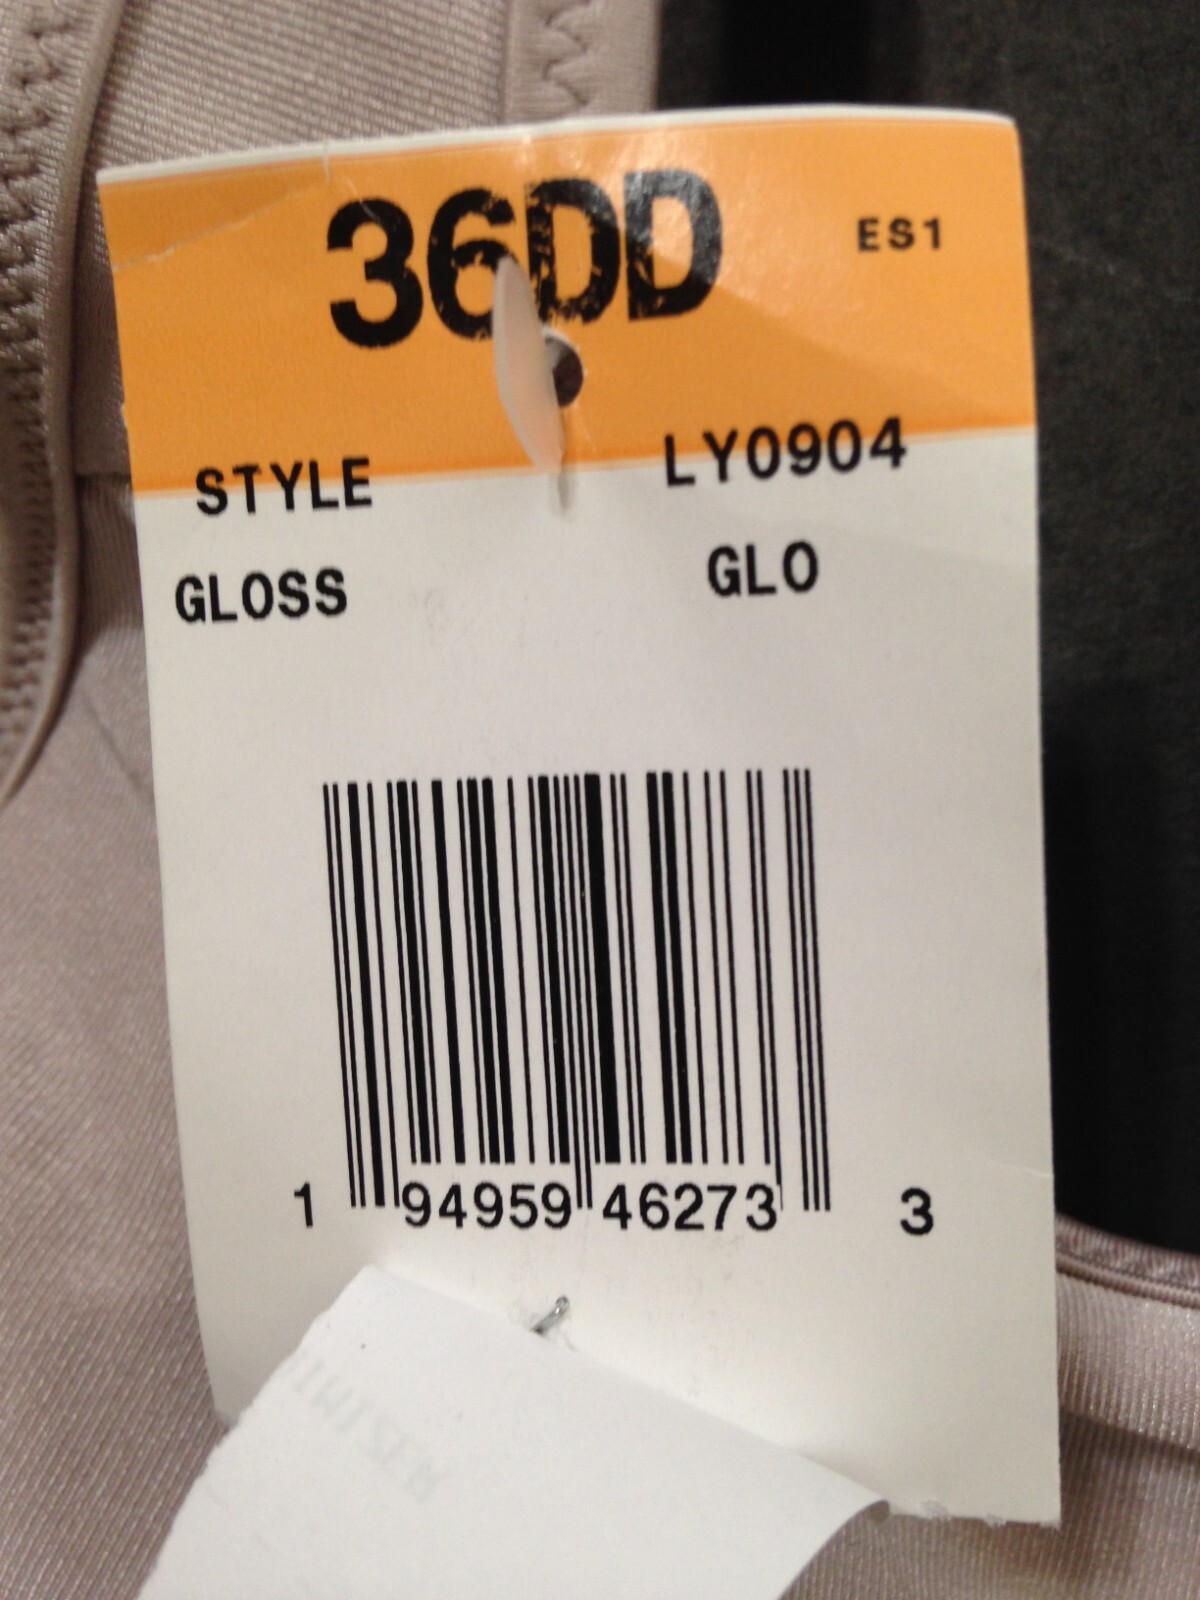 36DD ES1
STYLE LY0904
GLOSS GLO
1 94959 46273 3